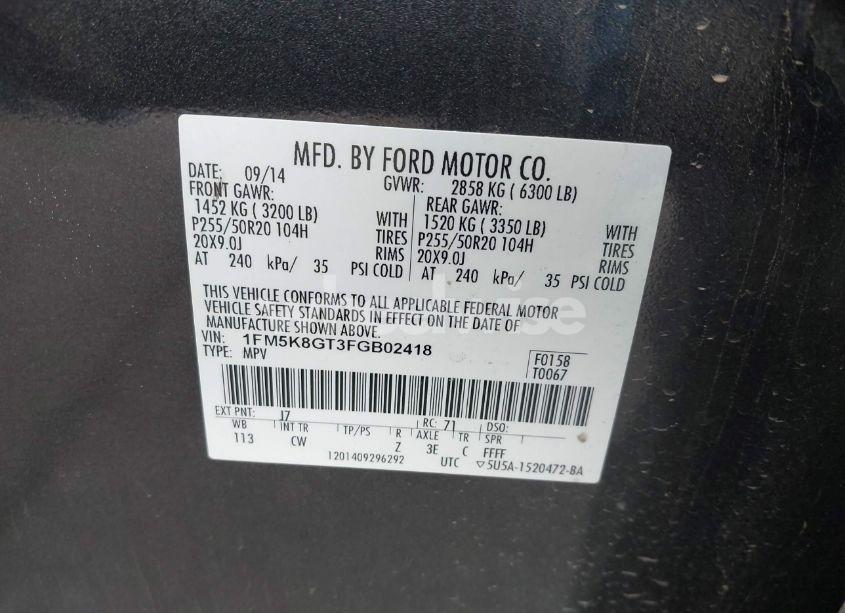 MFD. BY FORD MOTOR CO.
DATE: 09/14 GVWR: 2858 KG ( 6300 LB)
FRONT GAWR: REAR GAWR:
1452 KG ( 3200 LB) WITH 1520 KG ( 3350 LB) WITH
P255/50R20 104H TIRES P255/50R20 104H TIRES
20X9.0J RIMS 20X9.0J RIMS
AT 240 kPa/ 35 PSI COLD AT 240 kPa/ 35 PSI COLD
THIS VEHICLE CONFORMS TO ALL APPLICABLE FEDERAL MOTOR
VEHICLE SAFETY STANDARDS IN EFFECT ON THE DATE OF
MANUFACTURE SHOWN ABOVE.
VIN: 1FM5K8GT3FGB02418
TYPE: MPV
F0158
T0067
EXT PNT: J7 RC: 71 DSO:
WB INT TR TP/PS R AXLE TR SPR
113 CW Z 3E C FFFF
1201409296292 UTC ▽5U5A-1520472-BA